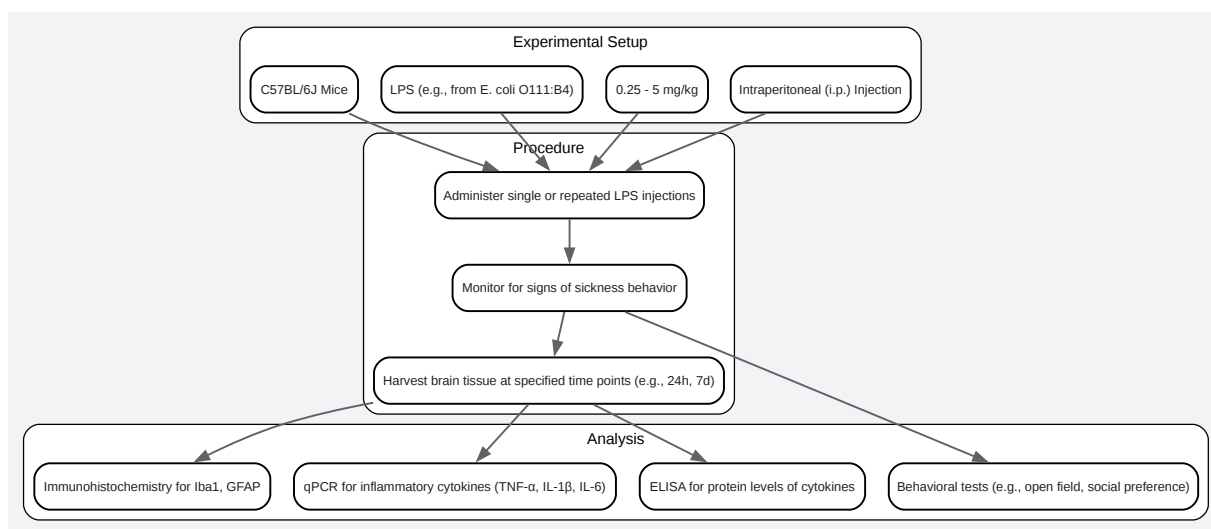 Experimental Setup
C57BL/6J Mice
LPS (e.g., from E. coli O111:B4)
0.25 - 5 mg/kg
Intraperitoneal (i.p.) Injection
Procedure
Administer single or repeated LPS injections
Monitor for signs of sickness behavior
Harvest brain tissue at specified time points (e.g., 24h, 7d)
Analysis
Immunohistochemistry for Iba1, GFAP
qPCR for inflammatory cytokines (TNF-α, IL-1β, IL-6)
ELISA for protein levels of cytokines
Behavioral tests (e.g., open field, social preference)